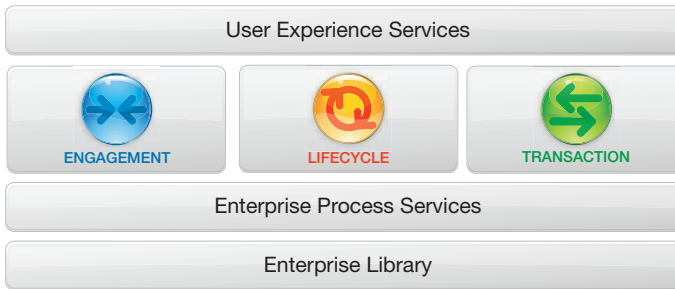 User Experience Services
ENGAGEMENT
LIFECYCLE
TRANSACTION
Enterprise Process Services
Enterprise Library